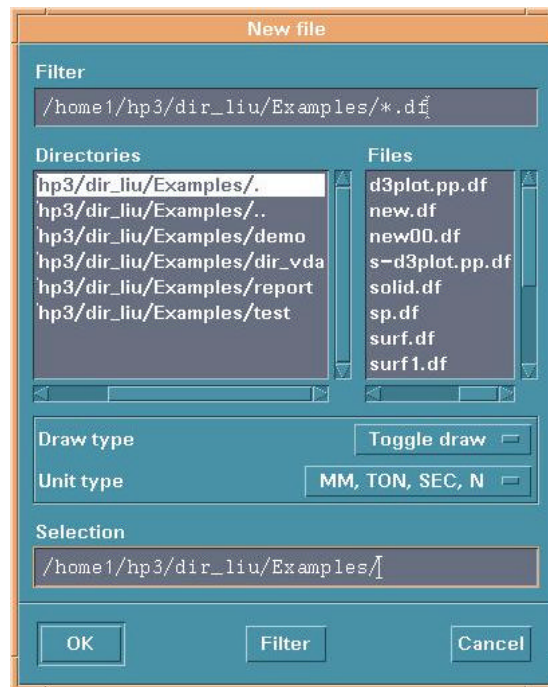 New file
Filter
/home1/hp3/dir_liu/Examples/*.df
Directories
hp3/dir_liu/Examples/.
hp3/dir_liu/Examples/..
hp3/dir_liu/Examples/demo
hp3/dir_liu/Examples/dir_vda
hp3/dir_liu/Examples/report
hp3/dir_liu/Examples/test
Files
d3plot.pp.df
new.df
new00.df
s-d3plot.pp.df
solid.df
sp.df
surf.df
surf1.df
Draw type
Toggle draw
Unit type
MM, TON, SEC, N
Selection
/home1/hp3/dir_liu/Examples/
OK
Filter
Cancel